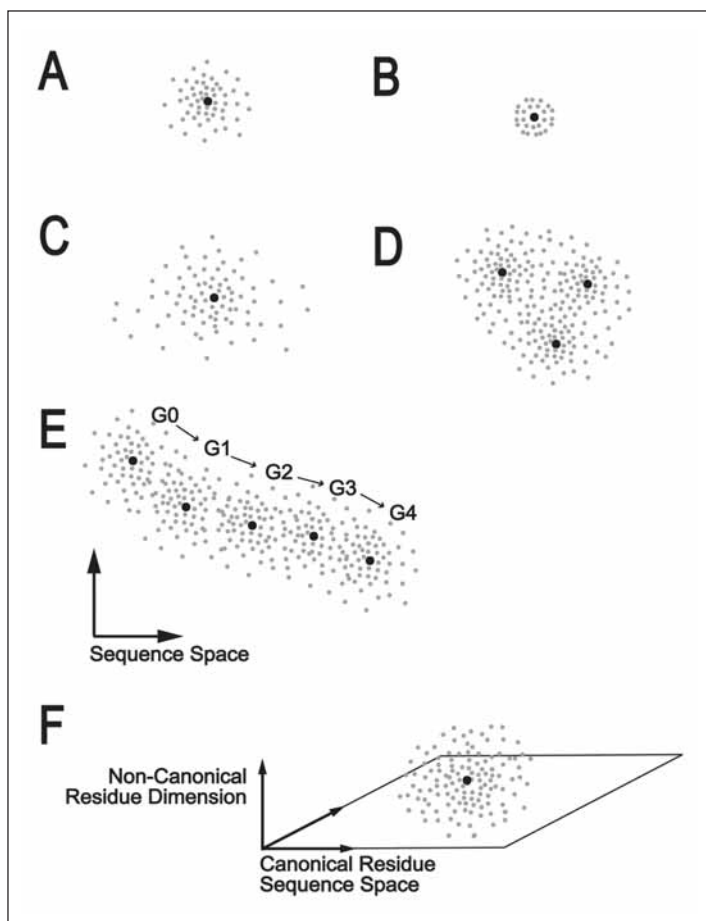 A
B
C
D
E
G0
G1
G2
G3
G4
Sequence Space
F
Non-Canonical
Residue Dimension
Canonical Residue
Sequence Space